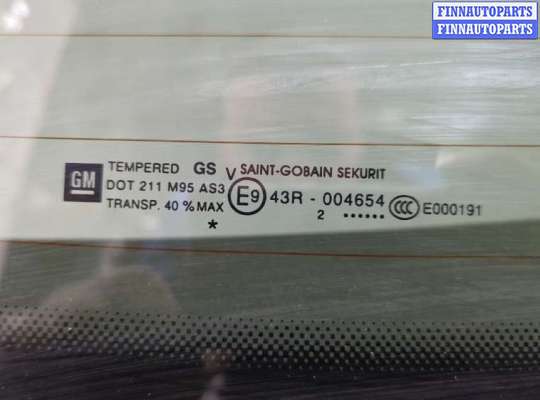 FINNAUTOPARTS
FINNAUTOPARTS
GM
TEMPERED GS V SAINT-GOBAIN SEKURIT
DOT 211 M95 AS3 E9 43R - 004654 CCC E000191
TRANSP. 40 % MAX 2 ......
*